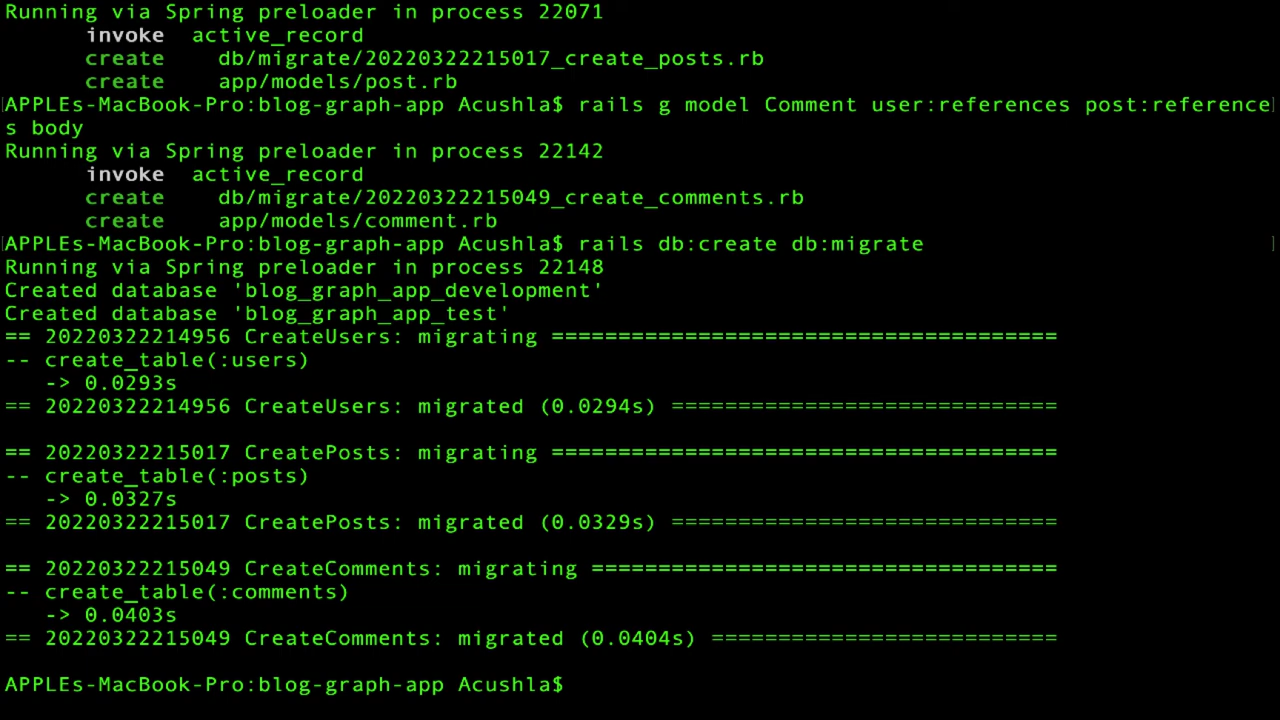 Running via Spring preloader in process 22071
      invoke  active_record
      create    db/migrate/20220322215017_create_posts.rb
      create    app/models/post.rb
[APPLEs-MacBook-Pro:blog-graph-app Acushla$ rails g model Comment user:references post:reference]
s body
Running via Spring preloader in process 22142
      invoke  active_record
      create    db/migrate/20220322215049_create_comments.rb
      create    app/models/comment.rb
[APPLEs-MacBook-Pro:blog-graph-app Acushla$ rails db:create db:migrate                          ]
Running via Spring preloader in process 22148
Created database 'blog_graph_app_development'
Created database 'blog_graph_app_test'
== 20220322214956 CreateUsers: migrating ======================================
-- create_table(:users)
   -> 0.0293s
== 20220322214956 CreateUsers: migrated (0.0294s) =============================

== 20220322215017 CreatePosts: migrating ======================================
-- create_table(:posts)
   -> 0.0327s
== 20220322215017 CreatePosts: migrated (0.0329s) =============================

== 20220322215049 CreateComments: migrating ===================================
-- create_table(:comments)
   -> 0.0403s
== 20220322215049 CreateComments: migrated (0.0404s) ==========================

APPLEs-MacBook-Pro:blog-graph-app Acushla$